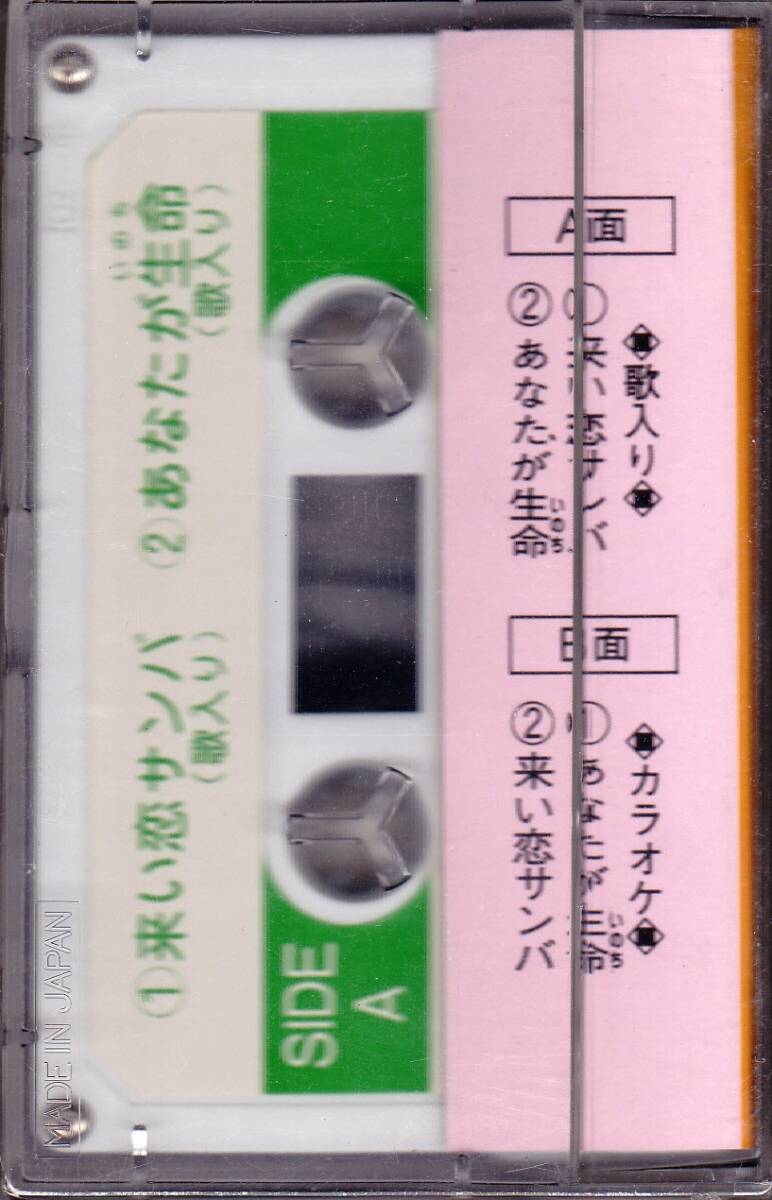 A面
◈歌入り◈
①来い恋サンバ
②あなたが生命
いのち
B面
◈カラオケ◈
①あなたが生命
いのち
②来い恋サンバ
①来い恋サンバ
(歌入り)
②あなたが生命
いのち
(歌入り)
SIDE
A
MADE IN JAPAN